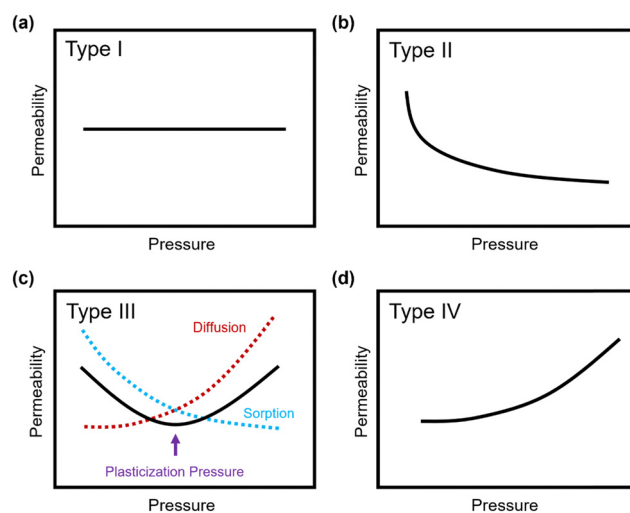 (a)
Type I
Permeability
Pressure
(b)
Type II
Permeability
Pressure
(c)
Type III
Diffusion
Sorption
Plasticization Pressure
Permeability
Pressure
(d)
Type IV
Permeability
Pressure